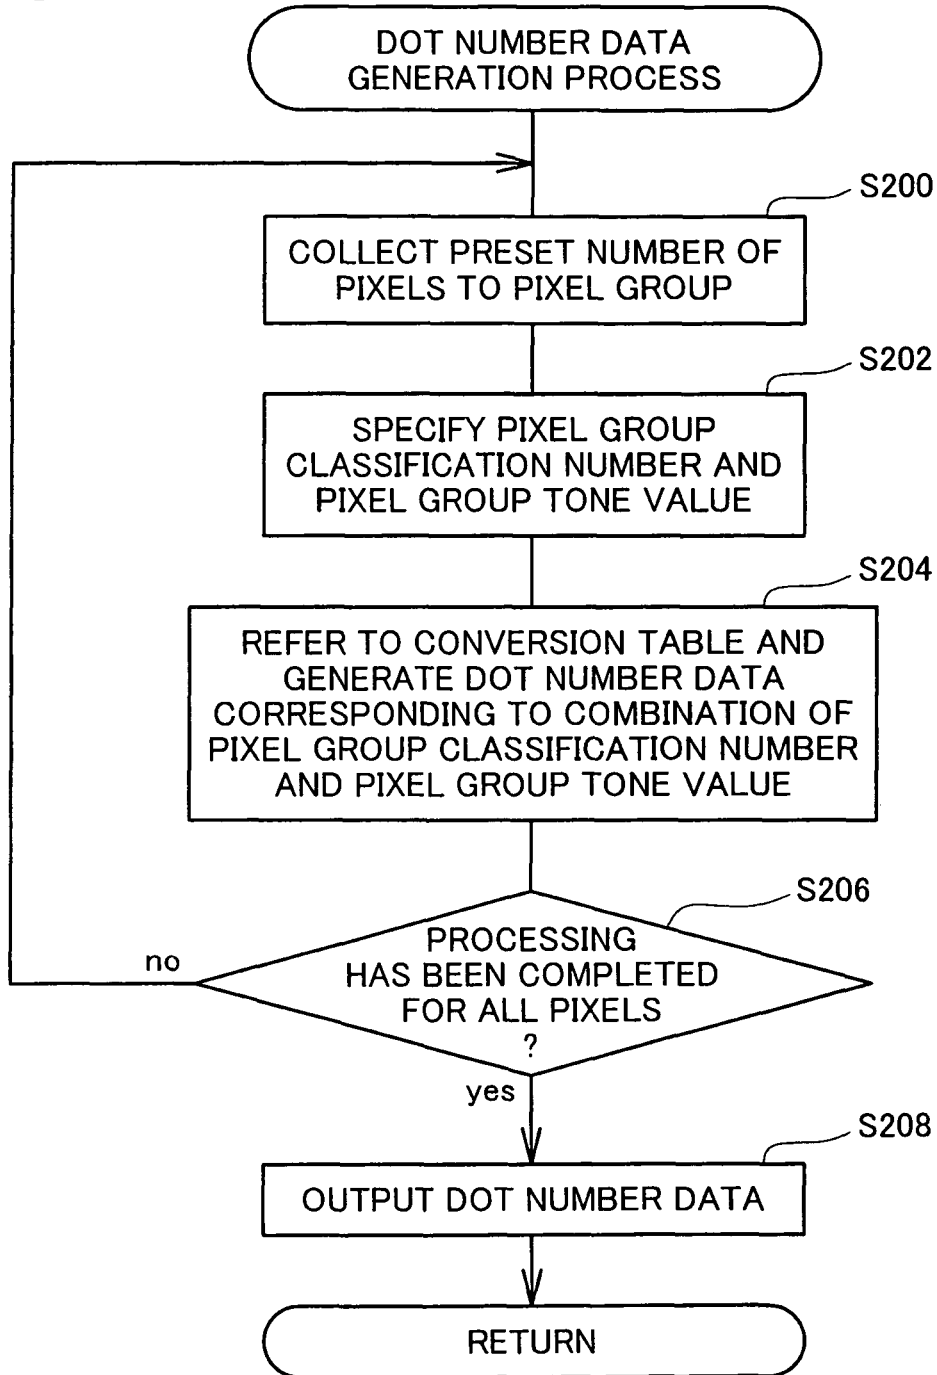 DOT NUMBER DATA
GENERATION PROCESS
S200
COLLECT PRESET NUMBER OF
PIXELS TO PIXEL GROUP
S202
SPECIFY PIXEL GROUP
CLASSIFICATION NUMBER AND
PIXEL GROUP TONE VALUE
S204
REFER TO CONVERSION TABLE AND
GENERATE DOT NUMBER DATA
CORRESPONDING TO COMBINATION OF
PIXEL GROUP CLASSIFICATION NUMBER
AND PIXEL GROUP TONE VALUE
S206
PROCESSING
HAS BEEN COMPLETED
FOR ALL PIXELS
?
no
yes
S208
OUTPUT DOT NUMBER DATA
RETURN